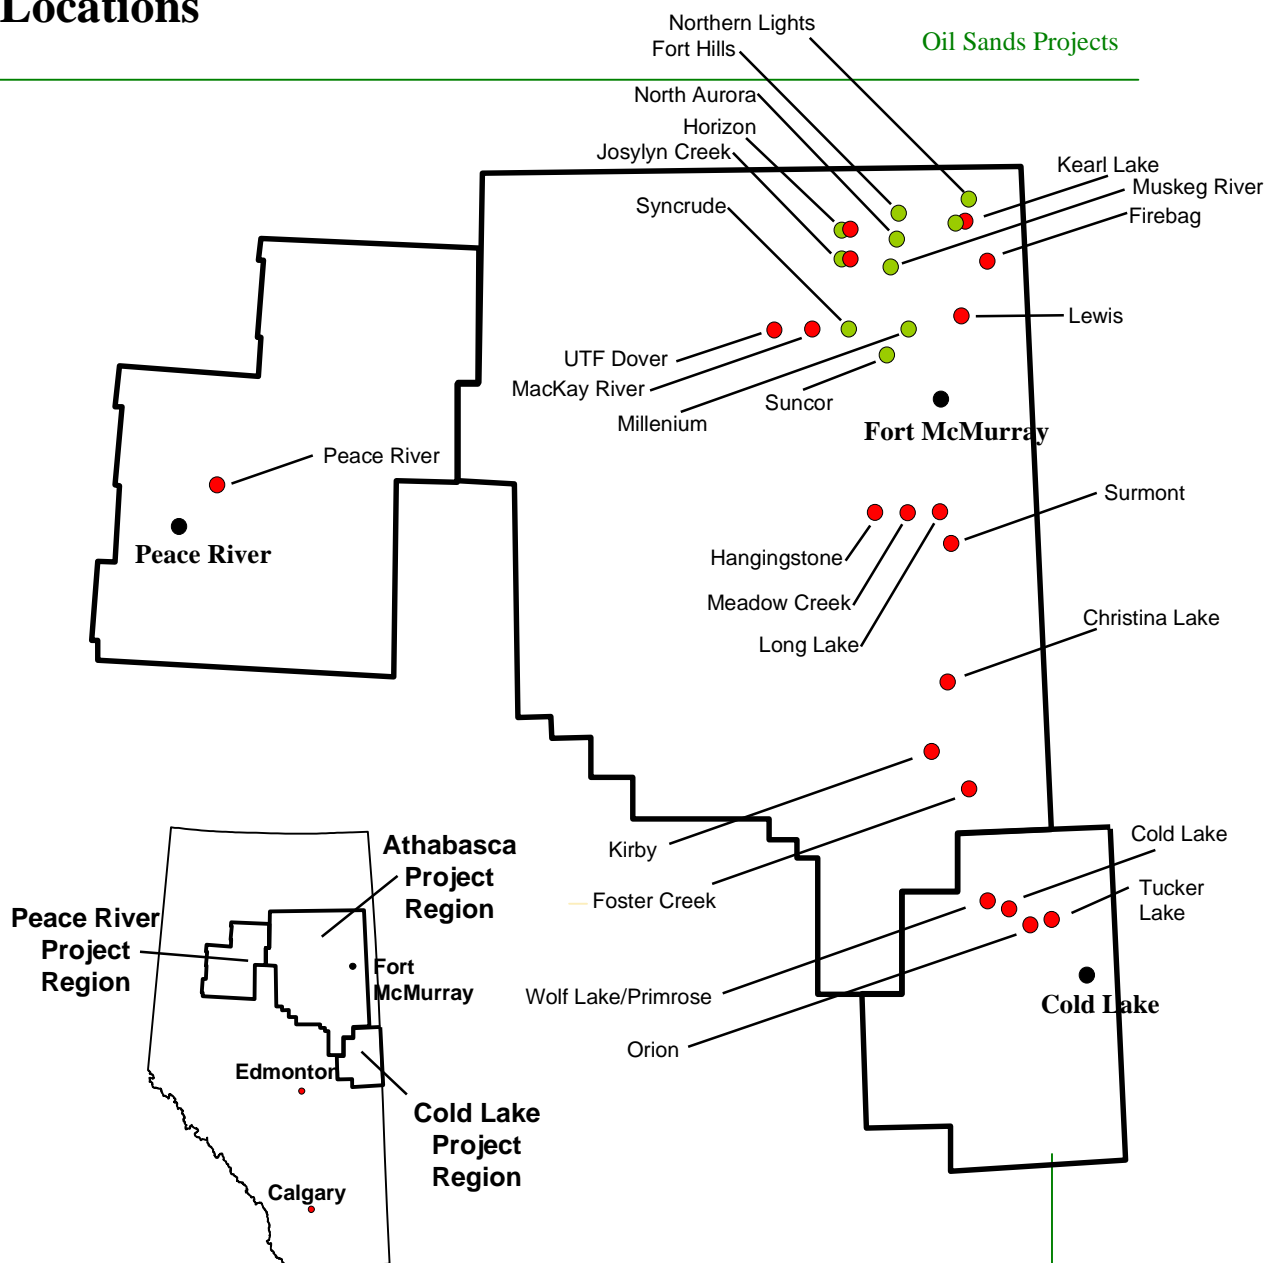 Locations
Oil Sands Projects
Northern Lights
Fort Hills
North Aurora
Horizon
Josylyn Creek
Syncrude
Kearl Lake
Muskeg River
Firebag
Lewis
UTF Dover
MacKay River
Millenium
Suncor
Fort McMurray
Peace River
Peace River
Surmont
Hangingstone
Meadow Creek
Long Lake
Christina Lake
Kirby
Foster Creek
Cold Lake
Tucker
Lake
Wolf Lake/Primrose
Orion
Cold Lake
Athabasca
Project
Region
Peace River
Project
Region
Fort
McMurray
Edmonton
Cold Lake
Project
Region
Calgary